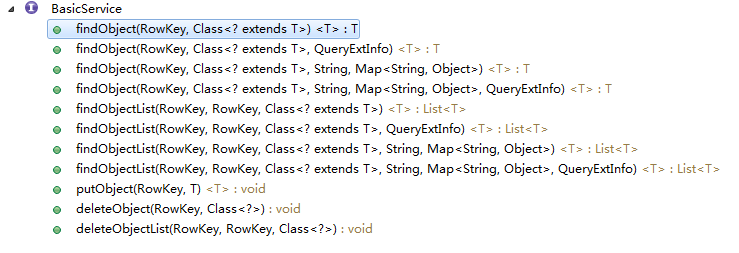 BasicService
findObject(RowKey, Class<? extends T>) <T> : T
findObject(RowKey, Class<? extends T>, QueryExtInfo) <T> : T
findObject(RowKey, Class<? extends T>, String, Map<String, Object>) <T> : T
findObject(RowKey, Class<? extends T>, String, Map<String, Object>, QueryExtInfo) <T> : T
findObjectList(RowKey, RowKey, Class<? extends T>) <T> : List<T>
findObjectList(RowKey, RowKey, Class<? extends T>, QueryExtInfo) <T> : List<T>
findObjectList(RowKey, RowKey, Class<? extends T>, String, Map<String, Object>) <T> : List<T>
findObjectList(RowKey, RowKey, Class<? extends T>, String, Map<String, Object>, QueryExtInfo) <T> : List<T>
putObject(RowKey, T) <T> : void
deleteObject(RowKey, Class<?>) : void
deleteObjectList(RowKey, RowKey, Class<?>) : void